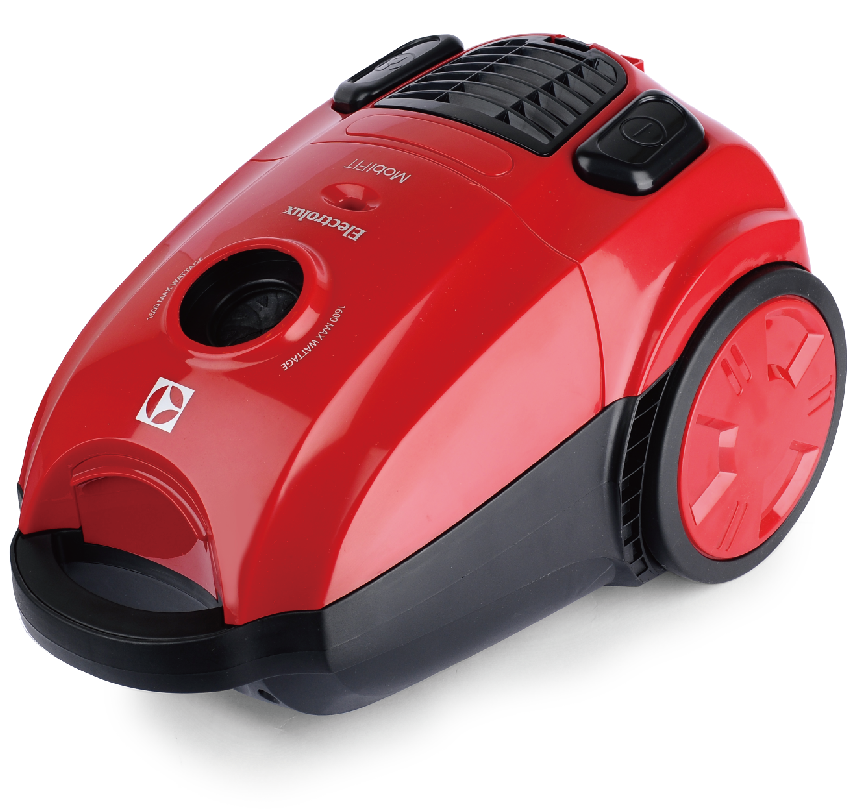 MobiFIT
Electrolux
1600 MAX WATTAGE